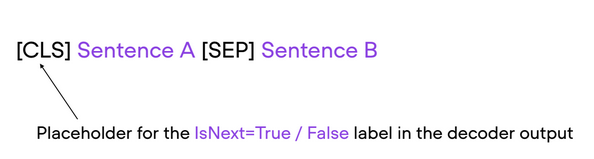 [CLS] Sentence A [SEP] Sentence B
Placeholder for the IsNext=True / False label in the decoder output